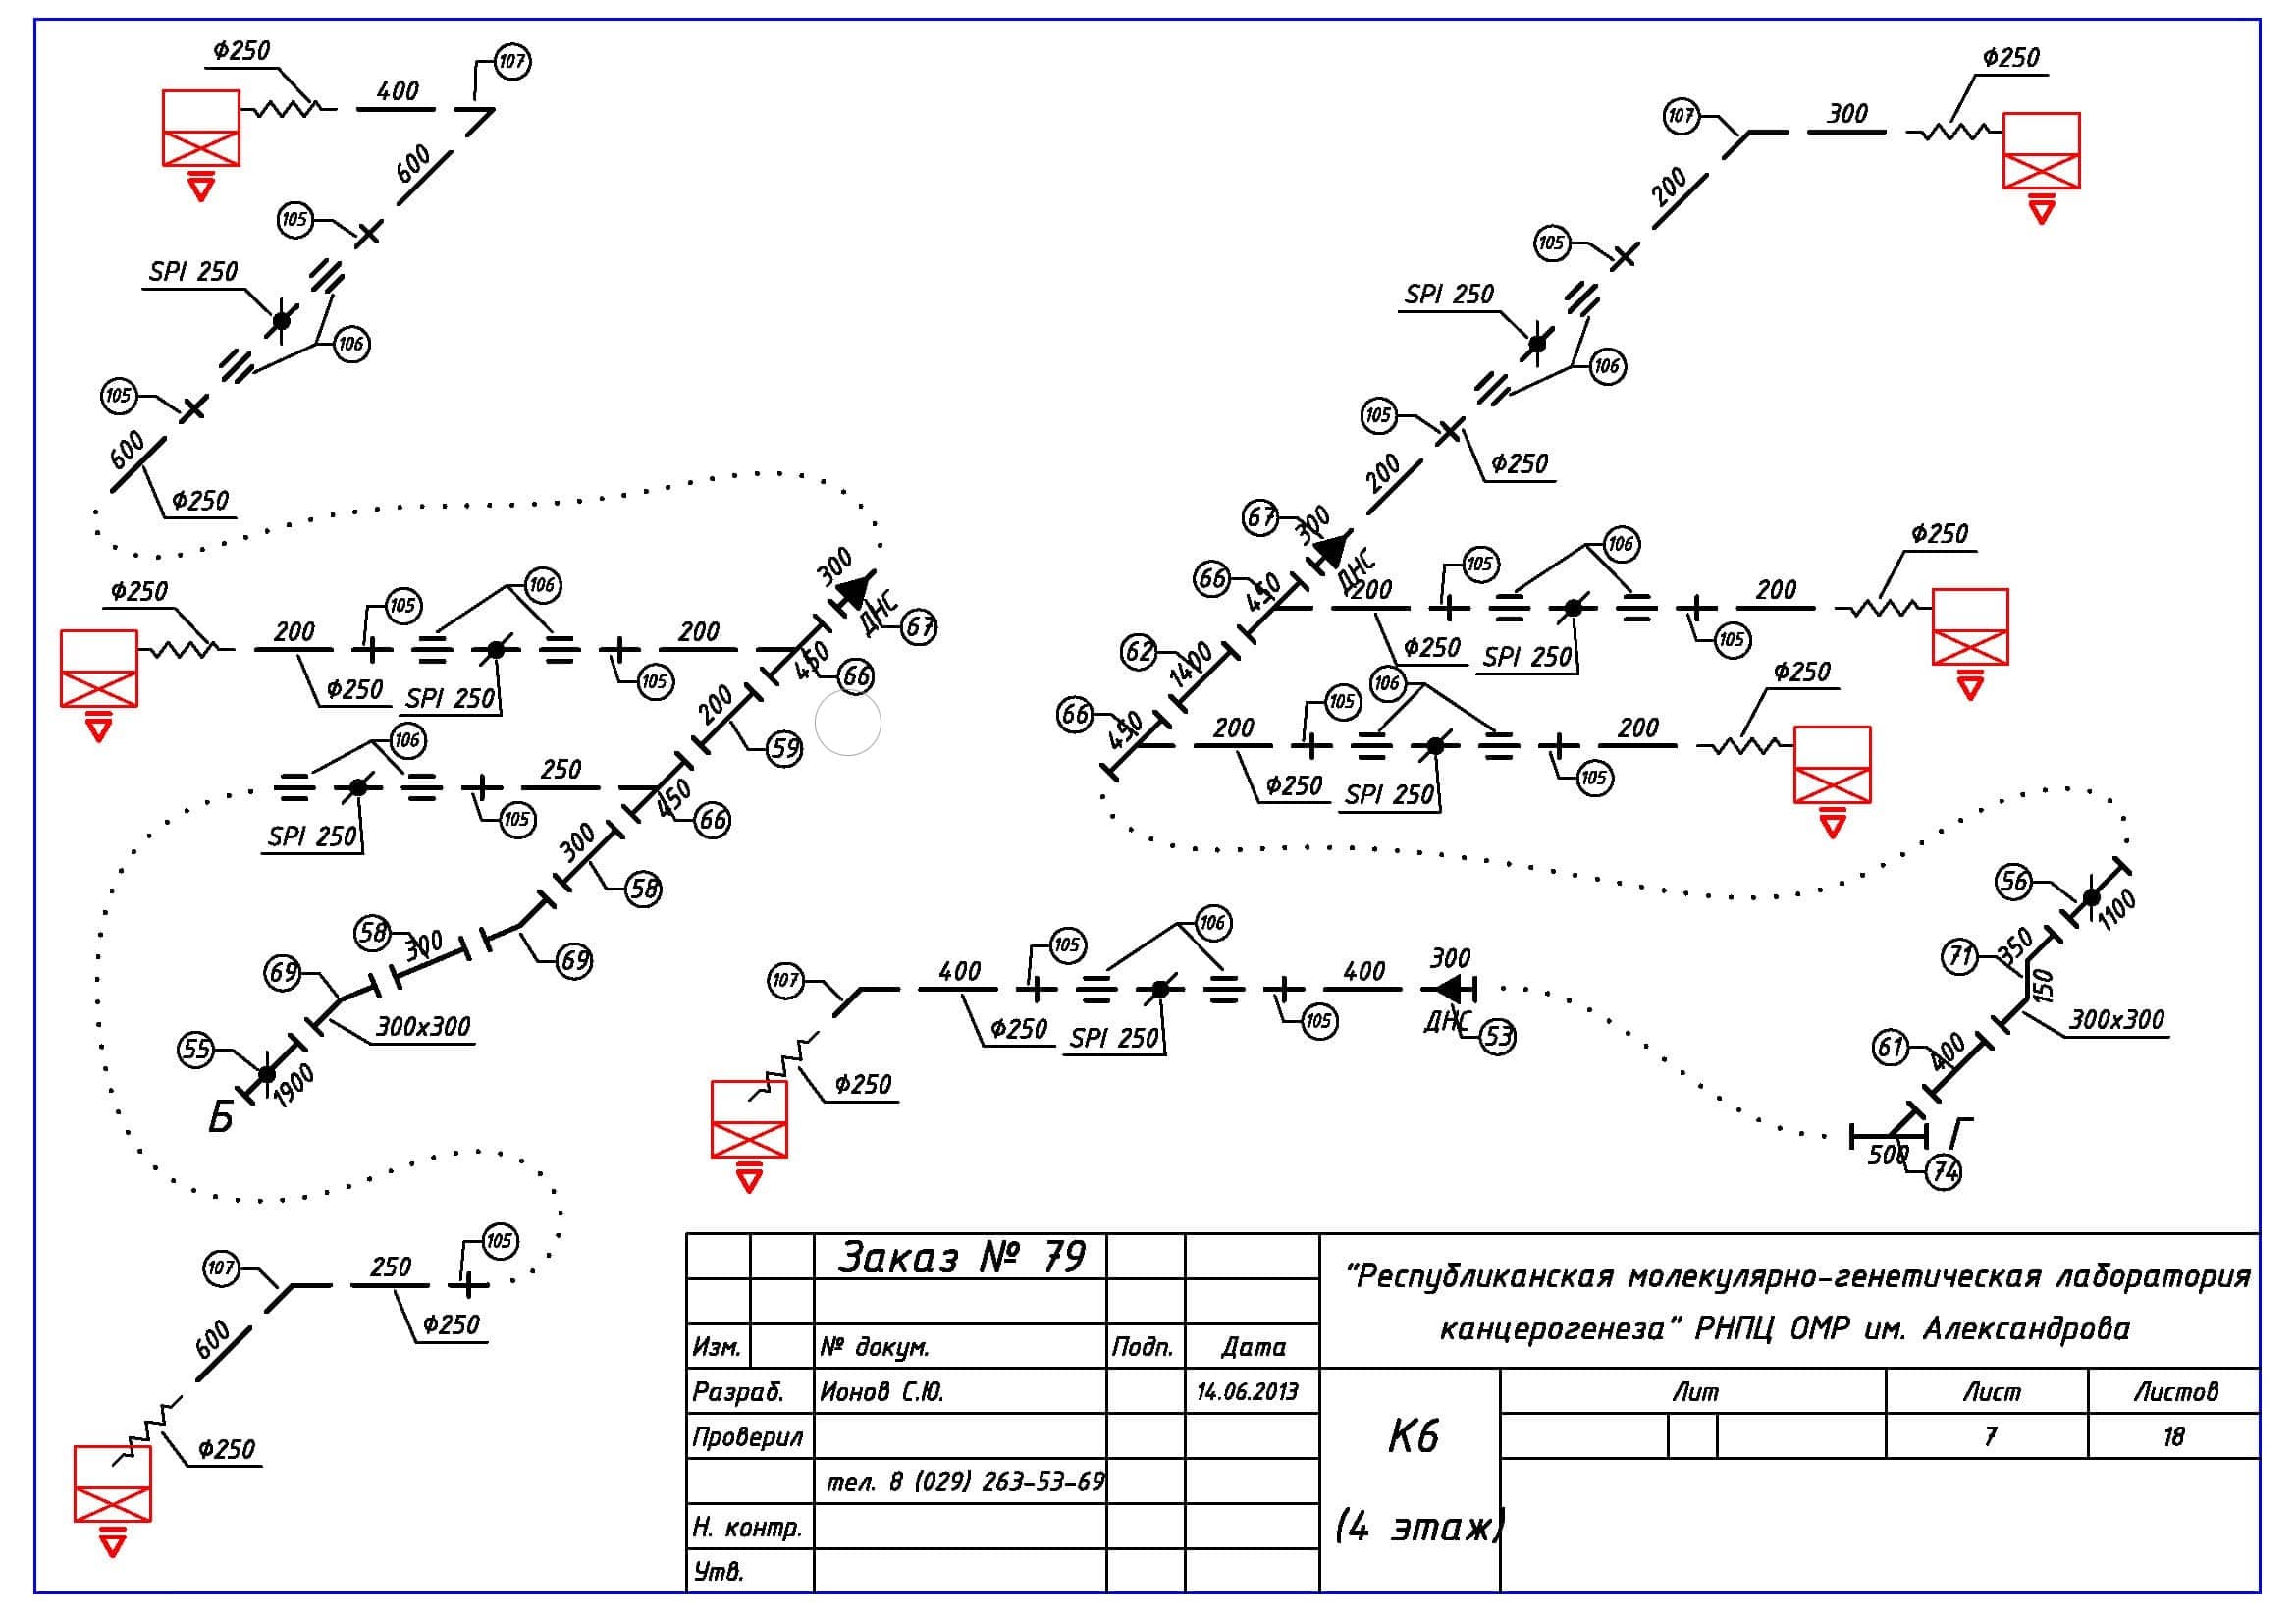 Ф250
400
107
600
105
SPI 250
106
105
600
Ф250
Ф250
300
107
200
105
SPI 250
106
105
Ф250
200
67
300
ДНС
66
450
200
Ф250
105
106
SPI 250
105
200
Ф250
62
1400
66
450
200
Ф250
105
106
SPI 250
105
200
Ф250
Ф250
200
105
Ф250
106
SPI 250
105
200
300
ДНС
67
450
66
200
59
106
SPI 250
105
250
450
66
300
58
58
300
69
69
300x300
55
1900
Б
107
400
Ф250
105
106
SPI 250
105
400
300
ДНС
53
Ф250
56
1100
71
350
150
300x300
61
400
500
74
107
250
105
Ф250
600
Ф250
Заказ № 79
"Республиканская молекулярно-генетическая лаборатория
канцерогенеза" РНПЦ ОМР им. Александрова
Изм.
№ докум.
Подп.
Дата
Разраб.
Ионов С.Ю.
14.06.2013
Лит
Лист
Листов
Проверил
К6
7
18
тел. 8 (029) 263-53-69
Н. контр.
(4 этаж)
Утв.